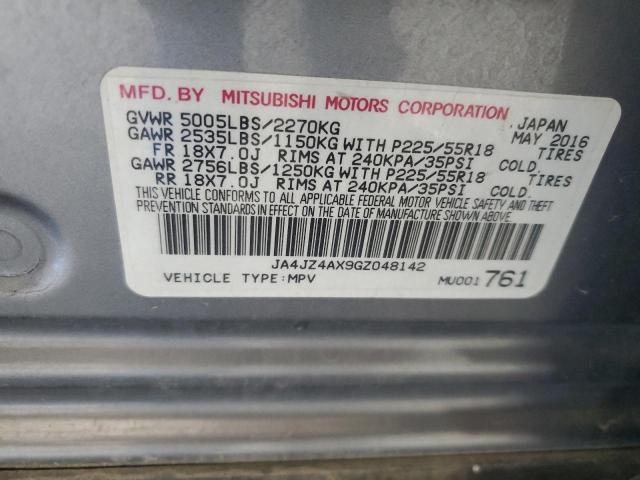 MFD. BY MITSUBISHI MOTORS CORPORATION
GVWR 5005LBS/2270KG , JAPAN
GAWR 2535LBS/1150KG WITH P225/55R18 MAY 2016 TIRES
FR 18X7.0J RIMS AT 240KPA/35PSI COLD.
GAWR 2756LBS/1250KG WITH P225/55R18 TIRES
RR 18X7.0J RIMS AT 240KPA/35PSI COLD.
THIS VEHICLE CONFORMS TO ALL APPLICABLE FEDERAL MOTOR VEHICLE SAFETY AND THEFT
PREVENTION STANDARDS IN EFFECT ON THE DATE OF MANUFACTURE SHOWN ABOVE.
JA4JZ4AX9GZ048142
VEHICLE TYPE:MPV MU001 761